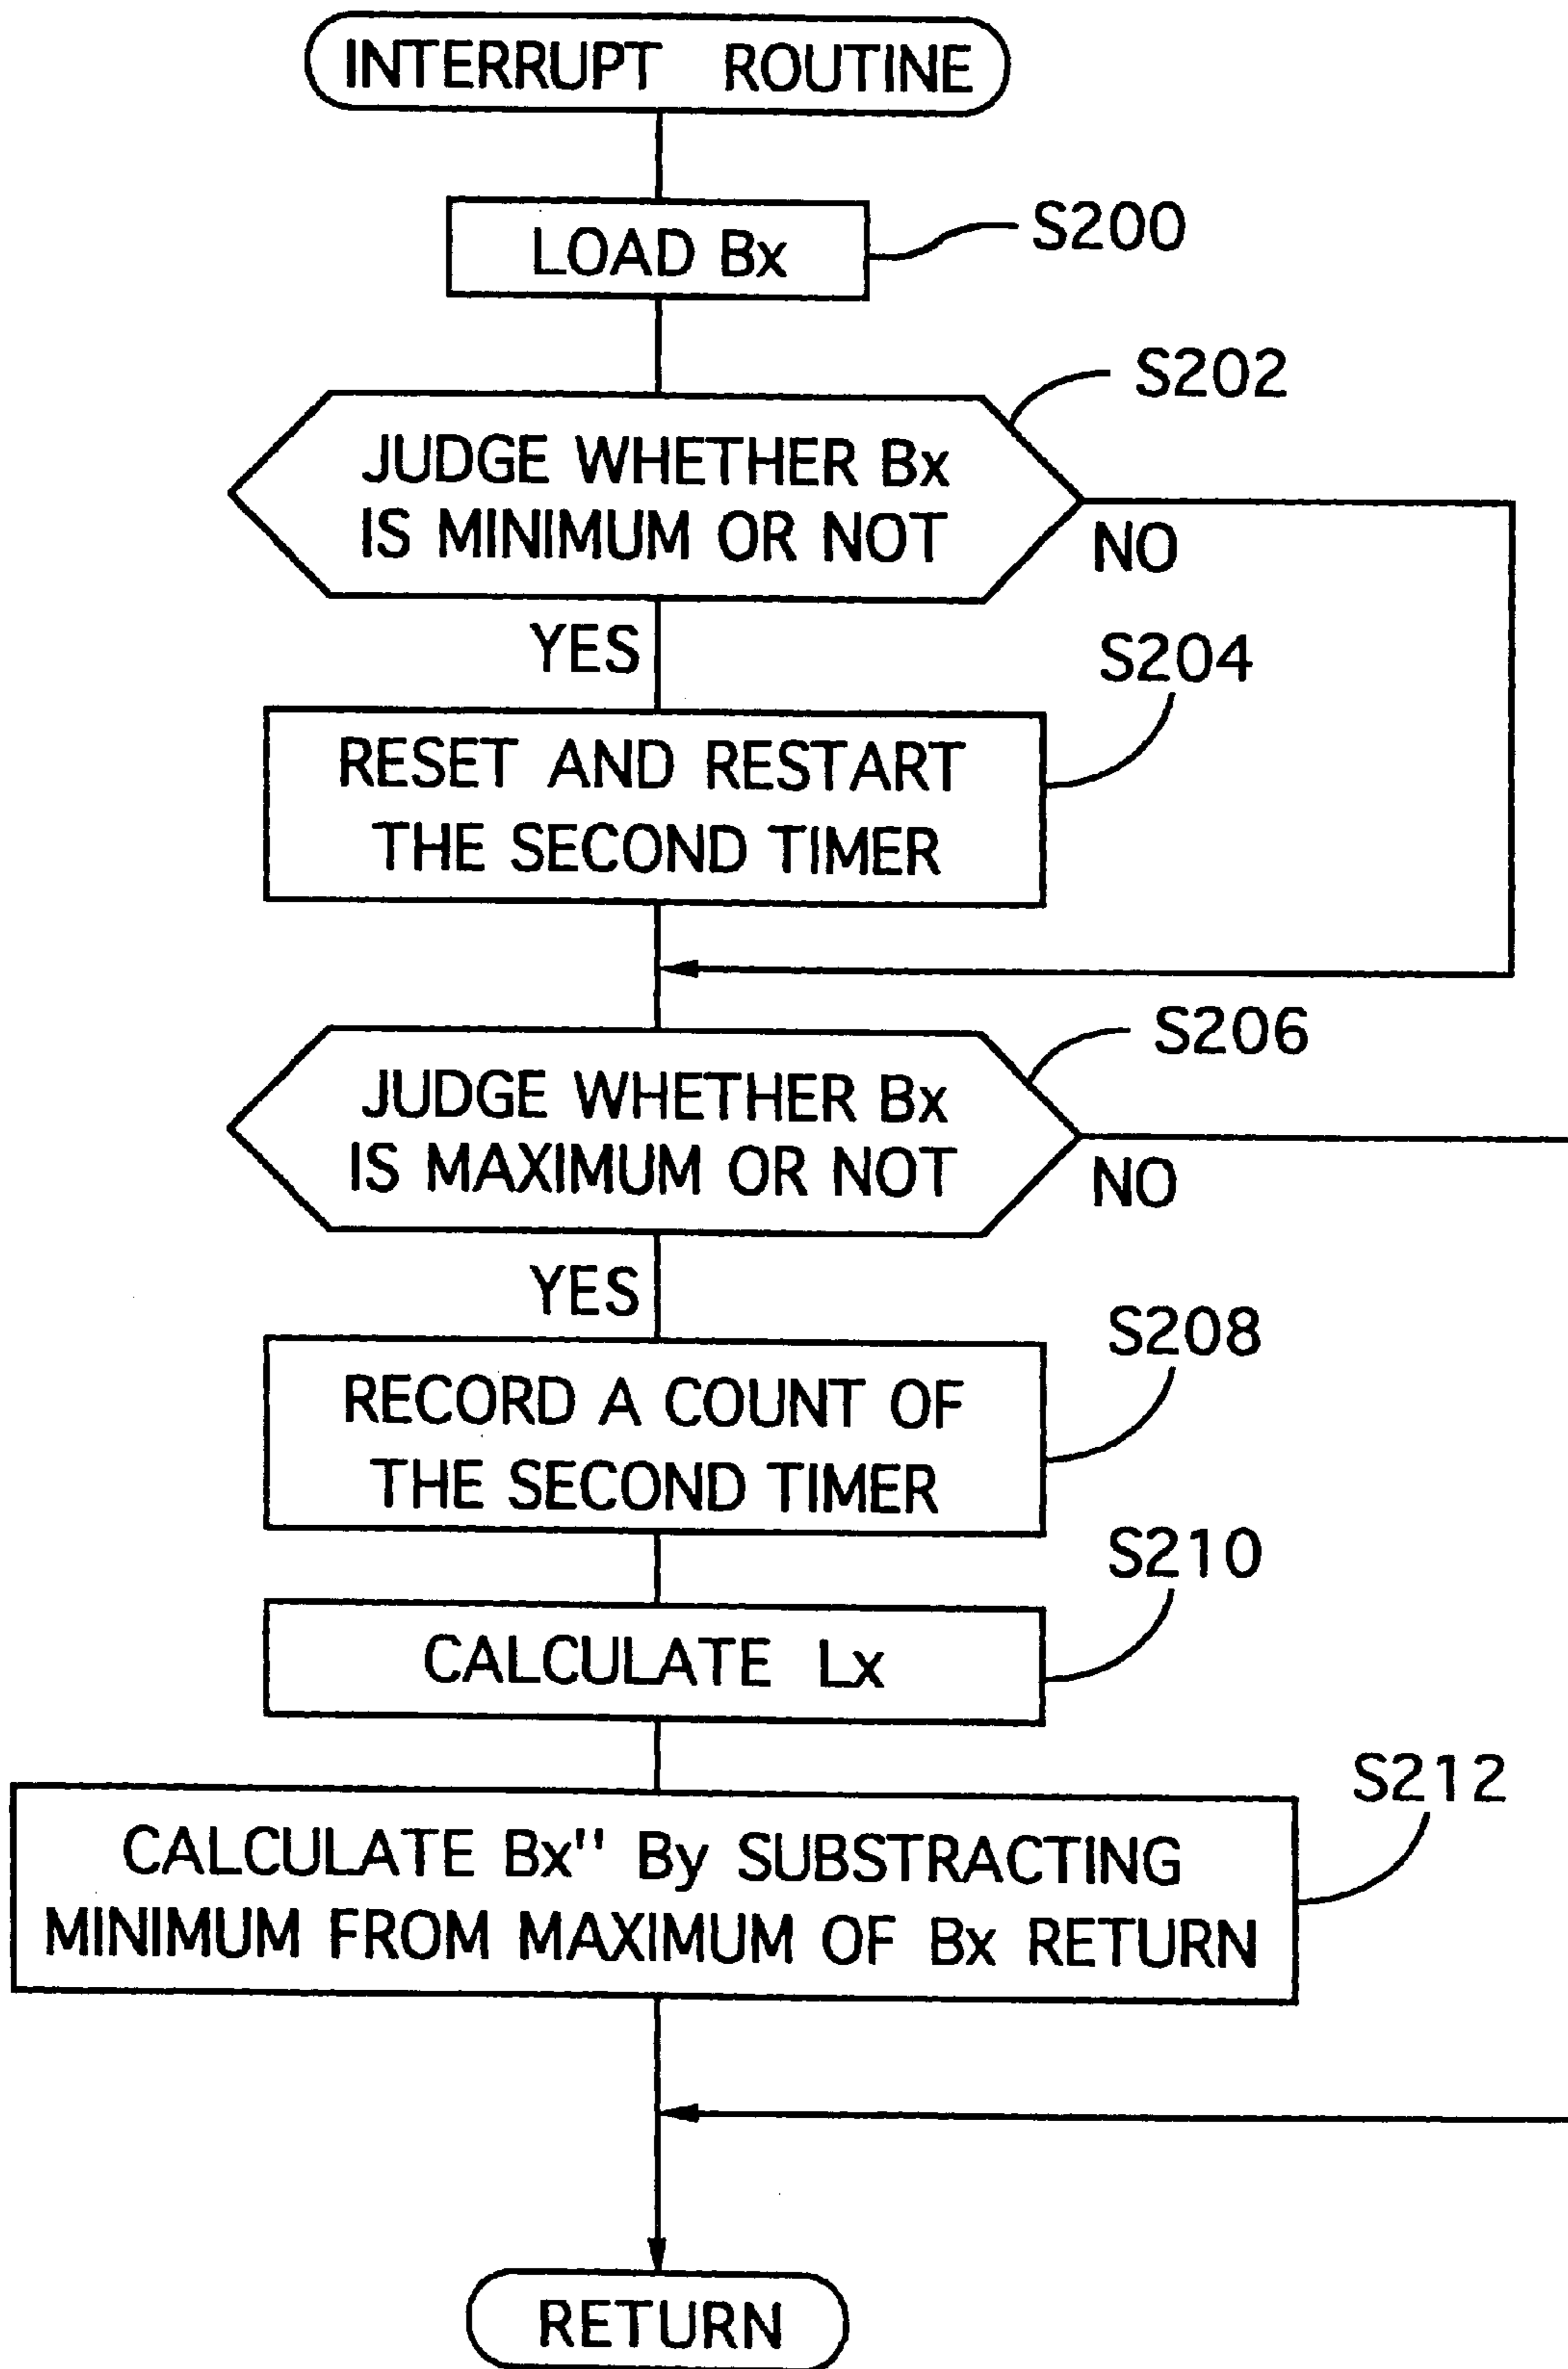 INTERRUPT ROUTINE
LOAD Bx
S200
JUDGE WHETHER Bx
IS MINIMUM OR NOT
S202
NO
YES
RESET AND RESTART
THE SECOND TIMER
S204
JUDGE WHETHER Bx
IS MAXIMUM OR NOT
S206
NO
YES
RECORD A COUNT OF
THE SECOND TIMER
S208
CALCULATE Lx
S210
CALCULATE Bx" By SUBSTRACTING
MINIMUM FROM MAXIMUM OF Bx RETURN
S212
RETURN